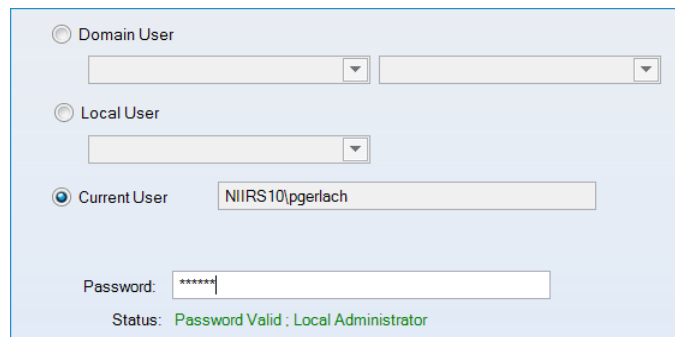 Domain User
Local User
Current User NIIRS10\pgerlach
Password: ******
Status: Password Valid ; Local Administrator